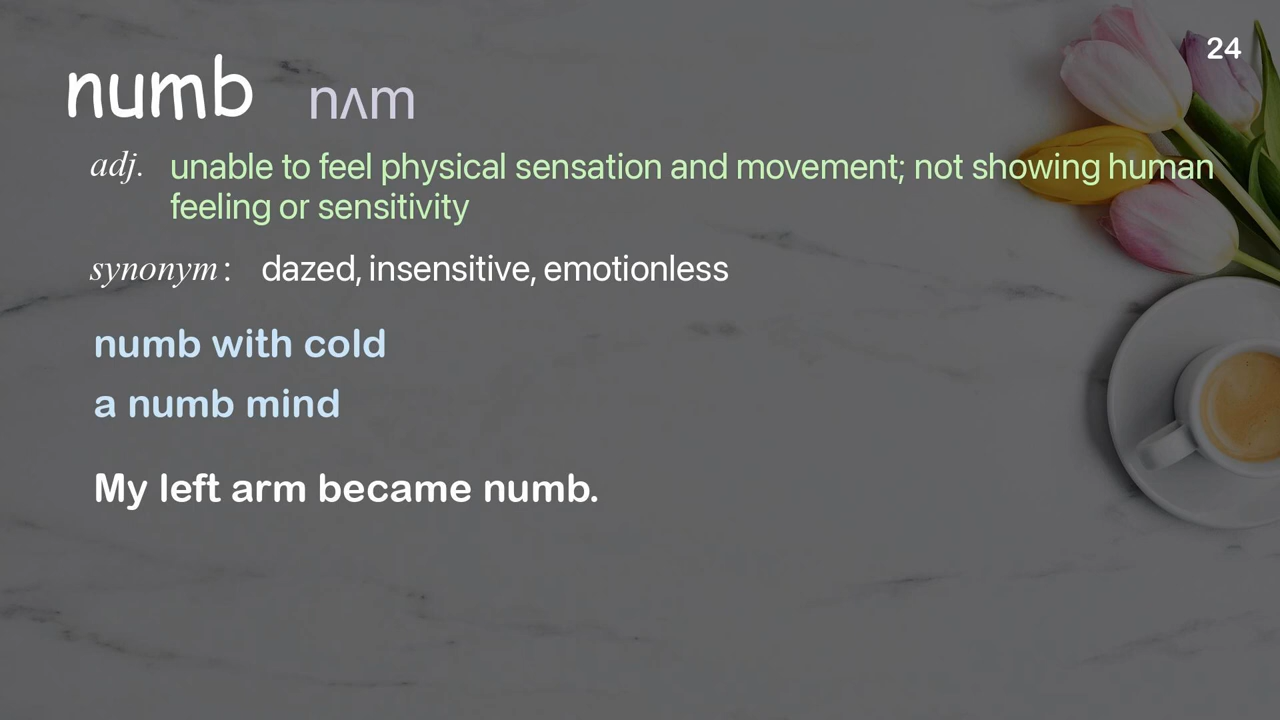 24
numb nʌm
adj. unable to feel physical sensation and movement; not showing human
feeling or sensitivity
synonym: dazed, insensitive, emotionless
numb with cold
a numb mind
My left arm became numb.